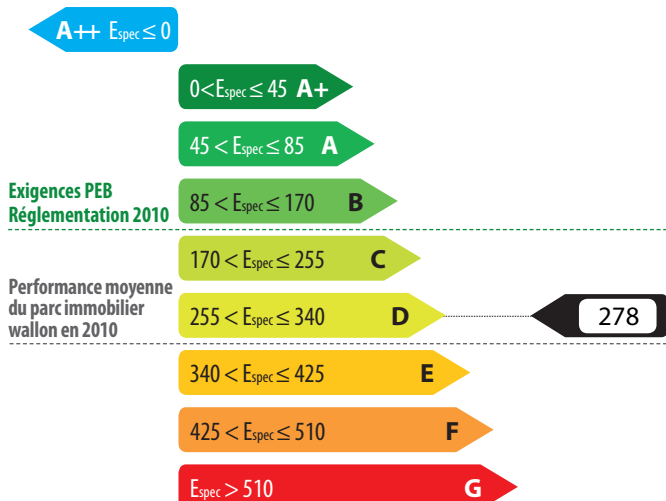 A++ Espec ≤ 0
0<Espec ≤ 45 A+
45 < Espec ≤ 85 A
Exigences PEB
Réglementation 2010
85 < Espec ≤ 170 B
170 < Espec ≤ 255 C
Performance moyenne
du parc immobilier
wallon en 2010
255 < Espec ≤ 340 D
278
340 < Espec ≤ 425 E
425 < Espec ≤ 510 F
Espec > 510 G